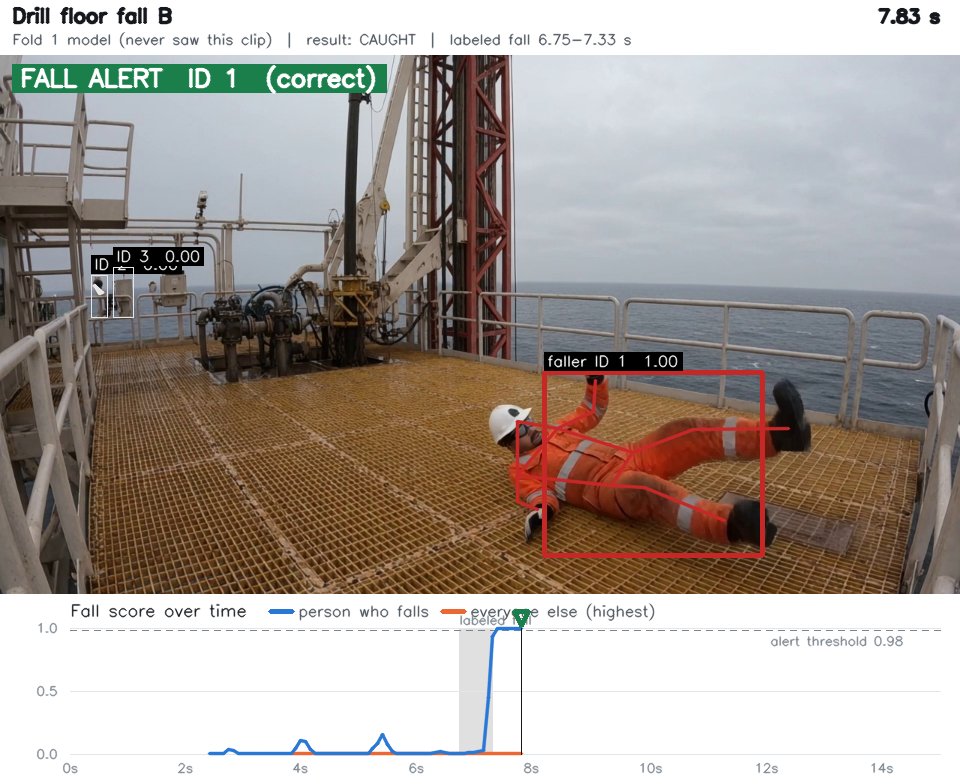 Drill floor fall B
7.83 s
Fold 1 model (never saw this clip) | result: CAUGHT | labeled fall 6.75-7.33 s
FALL ALERT ID 1 (correct)
ID 3 0.00
ID
faller ID 1 1.00
Fall score over time
person who falls
else (highest)
labeled
1.0
alert threshold 0.98
0.5
0.0
0s 2s 4s 6s 8s 10s 12s 14s